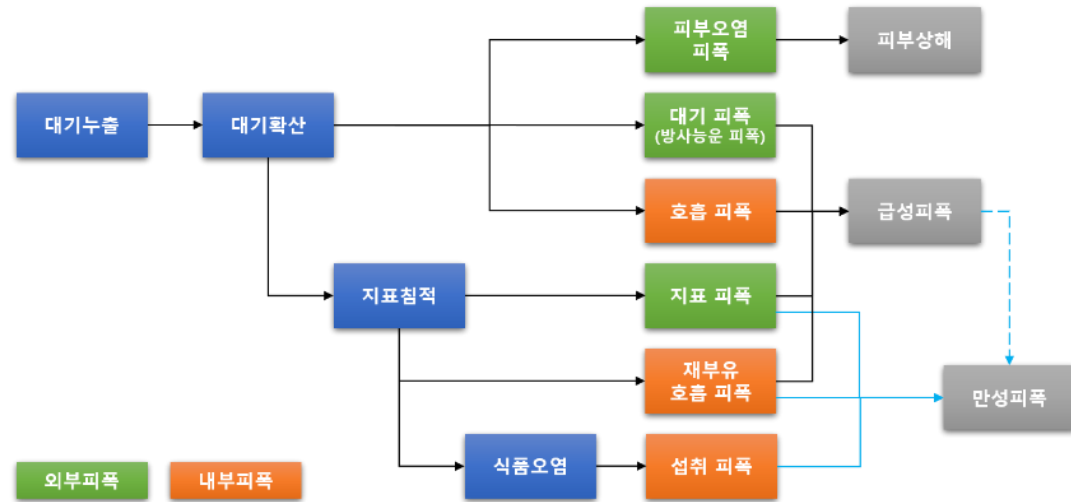 피부오염
피폭
피부상해
대기누출
대기확산
대기 피폭
(방사능운 피폭)
호흡 피폭
급성피폭
지표침적
지표 피폭
재부유
호흡 피폭
만성피폭
식품오염
섭취 피폭
외부피폭
내부피폭